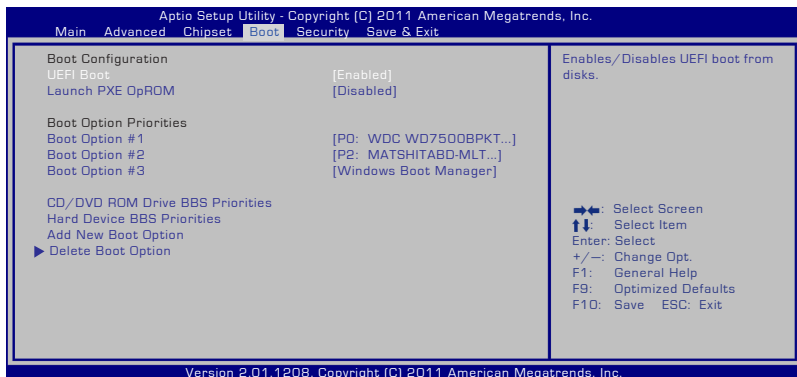 Aptio Setup Utility - Copyright (C) 2011 American Megatrends, Inc.
Main Advanced Chipset Boot Security Save & Exit
Boot Configuration
UEFI Boot [Enabled]
Launch PXE OpROM [Disabled]
Boot Option Priorities
Boot Option #1 [P0: WDC WD7500BPKT...]
Boot Option #2 [P2: MATSHITABD-MLT...]
Boot Option #3 [Windows Boot Manager]
CD/DVD ROM Drive BBS Priorities
Hard Device BBS Priorities
Add New Boot Option
Delete Boot Option
Enables/Disables UEFI boot from
disks.
→←: Select Screen
↑↓: Select Item
Enter: Select
+/—: Change Opt.
F1: General Help
F9: Optimized Defaults
F10: Save ESC: Exit
Version 2.01.1208. Copyright (C) 2011 American Megatrends, Inc.